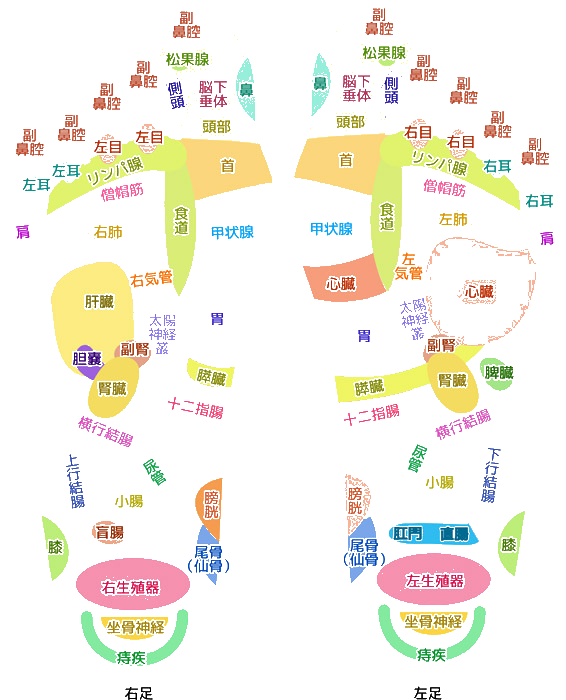 副
鼻腔
松果腺
副
鼻腔
側頭
脳下
垂体
鼻
副
鼻腔
頭部
副
鼻腔
副
鼻腔
左目
左目
リンパ腺
首
左耳
左耳
僧帽筋
食道
肩
右肺
甲状腺
右気管
肝臓
太陽
神経
叢
胃
胆嚢
副腎
腎臓
膵臓
十二指腸
横行結腸
上行結腸
尿管
小腸
膀胱
盲腸
膝
尾骨
(仙骨)
右生殖器
坐骨神経
痔疾
右足
副
鼻腔
松果腺
鼻
脳下
垂体
側頭
副
鼻腔
副
鼻腔
頭部
副
鼻腔
副
鼻腔
右目
右目
首
リンパ腺
右耳
右耳
僧帽筋
食道
甲状腺
左肺
肩
左
気管
心臓
心臓
太陽
神経
叢
胃
副腎
腎臓
脾臓
膵臓
十二指腸
横行結腸
尿管
下行結腸
小腸
膀胱
肛門 直腸
膝
尾骨
(仙骨)
左生殖器
坐骨神経
痔疾
左足